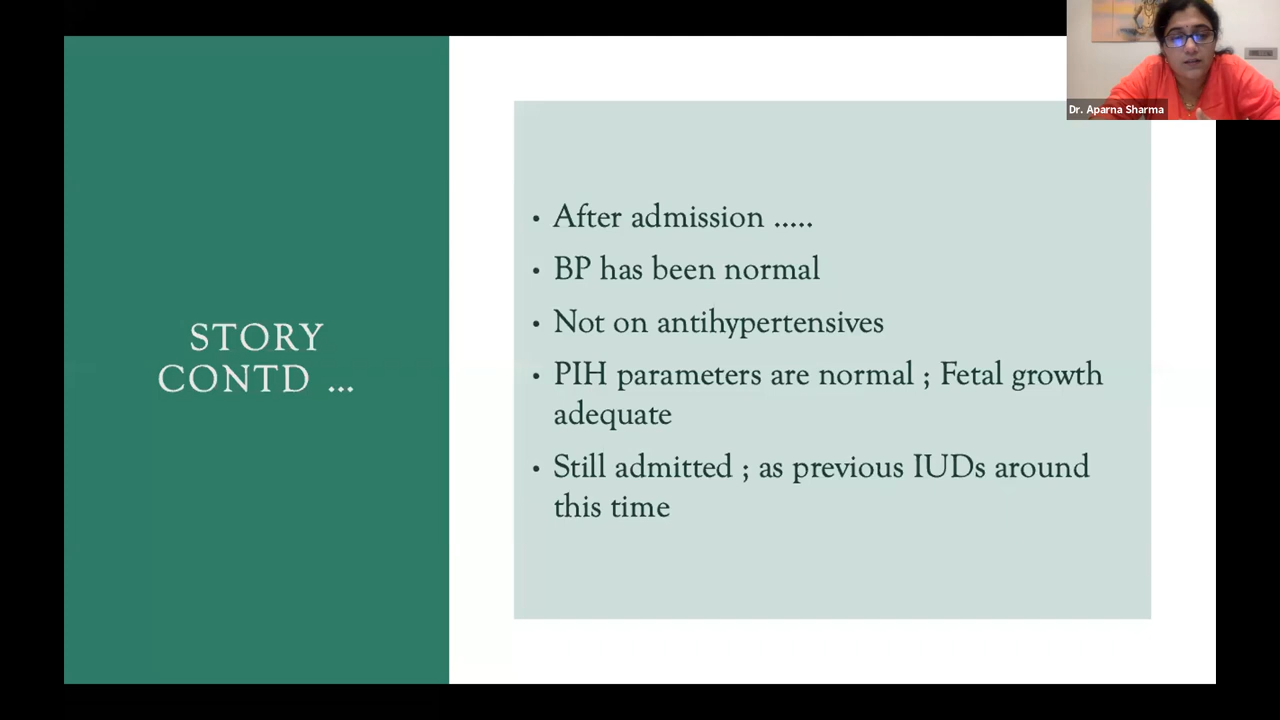 Dr. Aparna Sharma
STORY
CONTD ...
• After admission .....
• BP has been normal
• Not on antihypertensives
• PIH parameters are normal ; Fetal growth
adequate
• Still admitted ; as previous IUDs around
this time